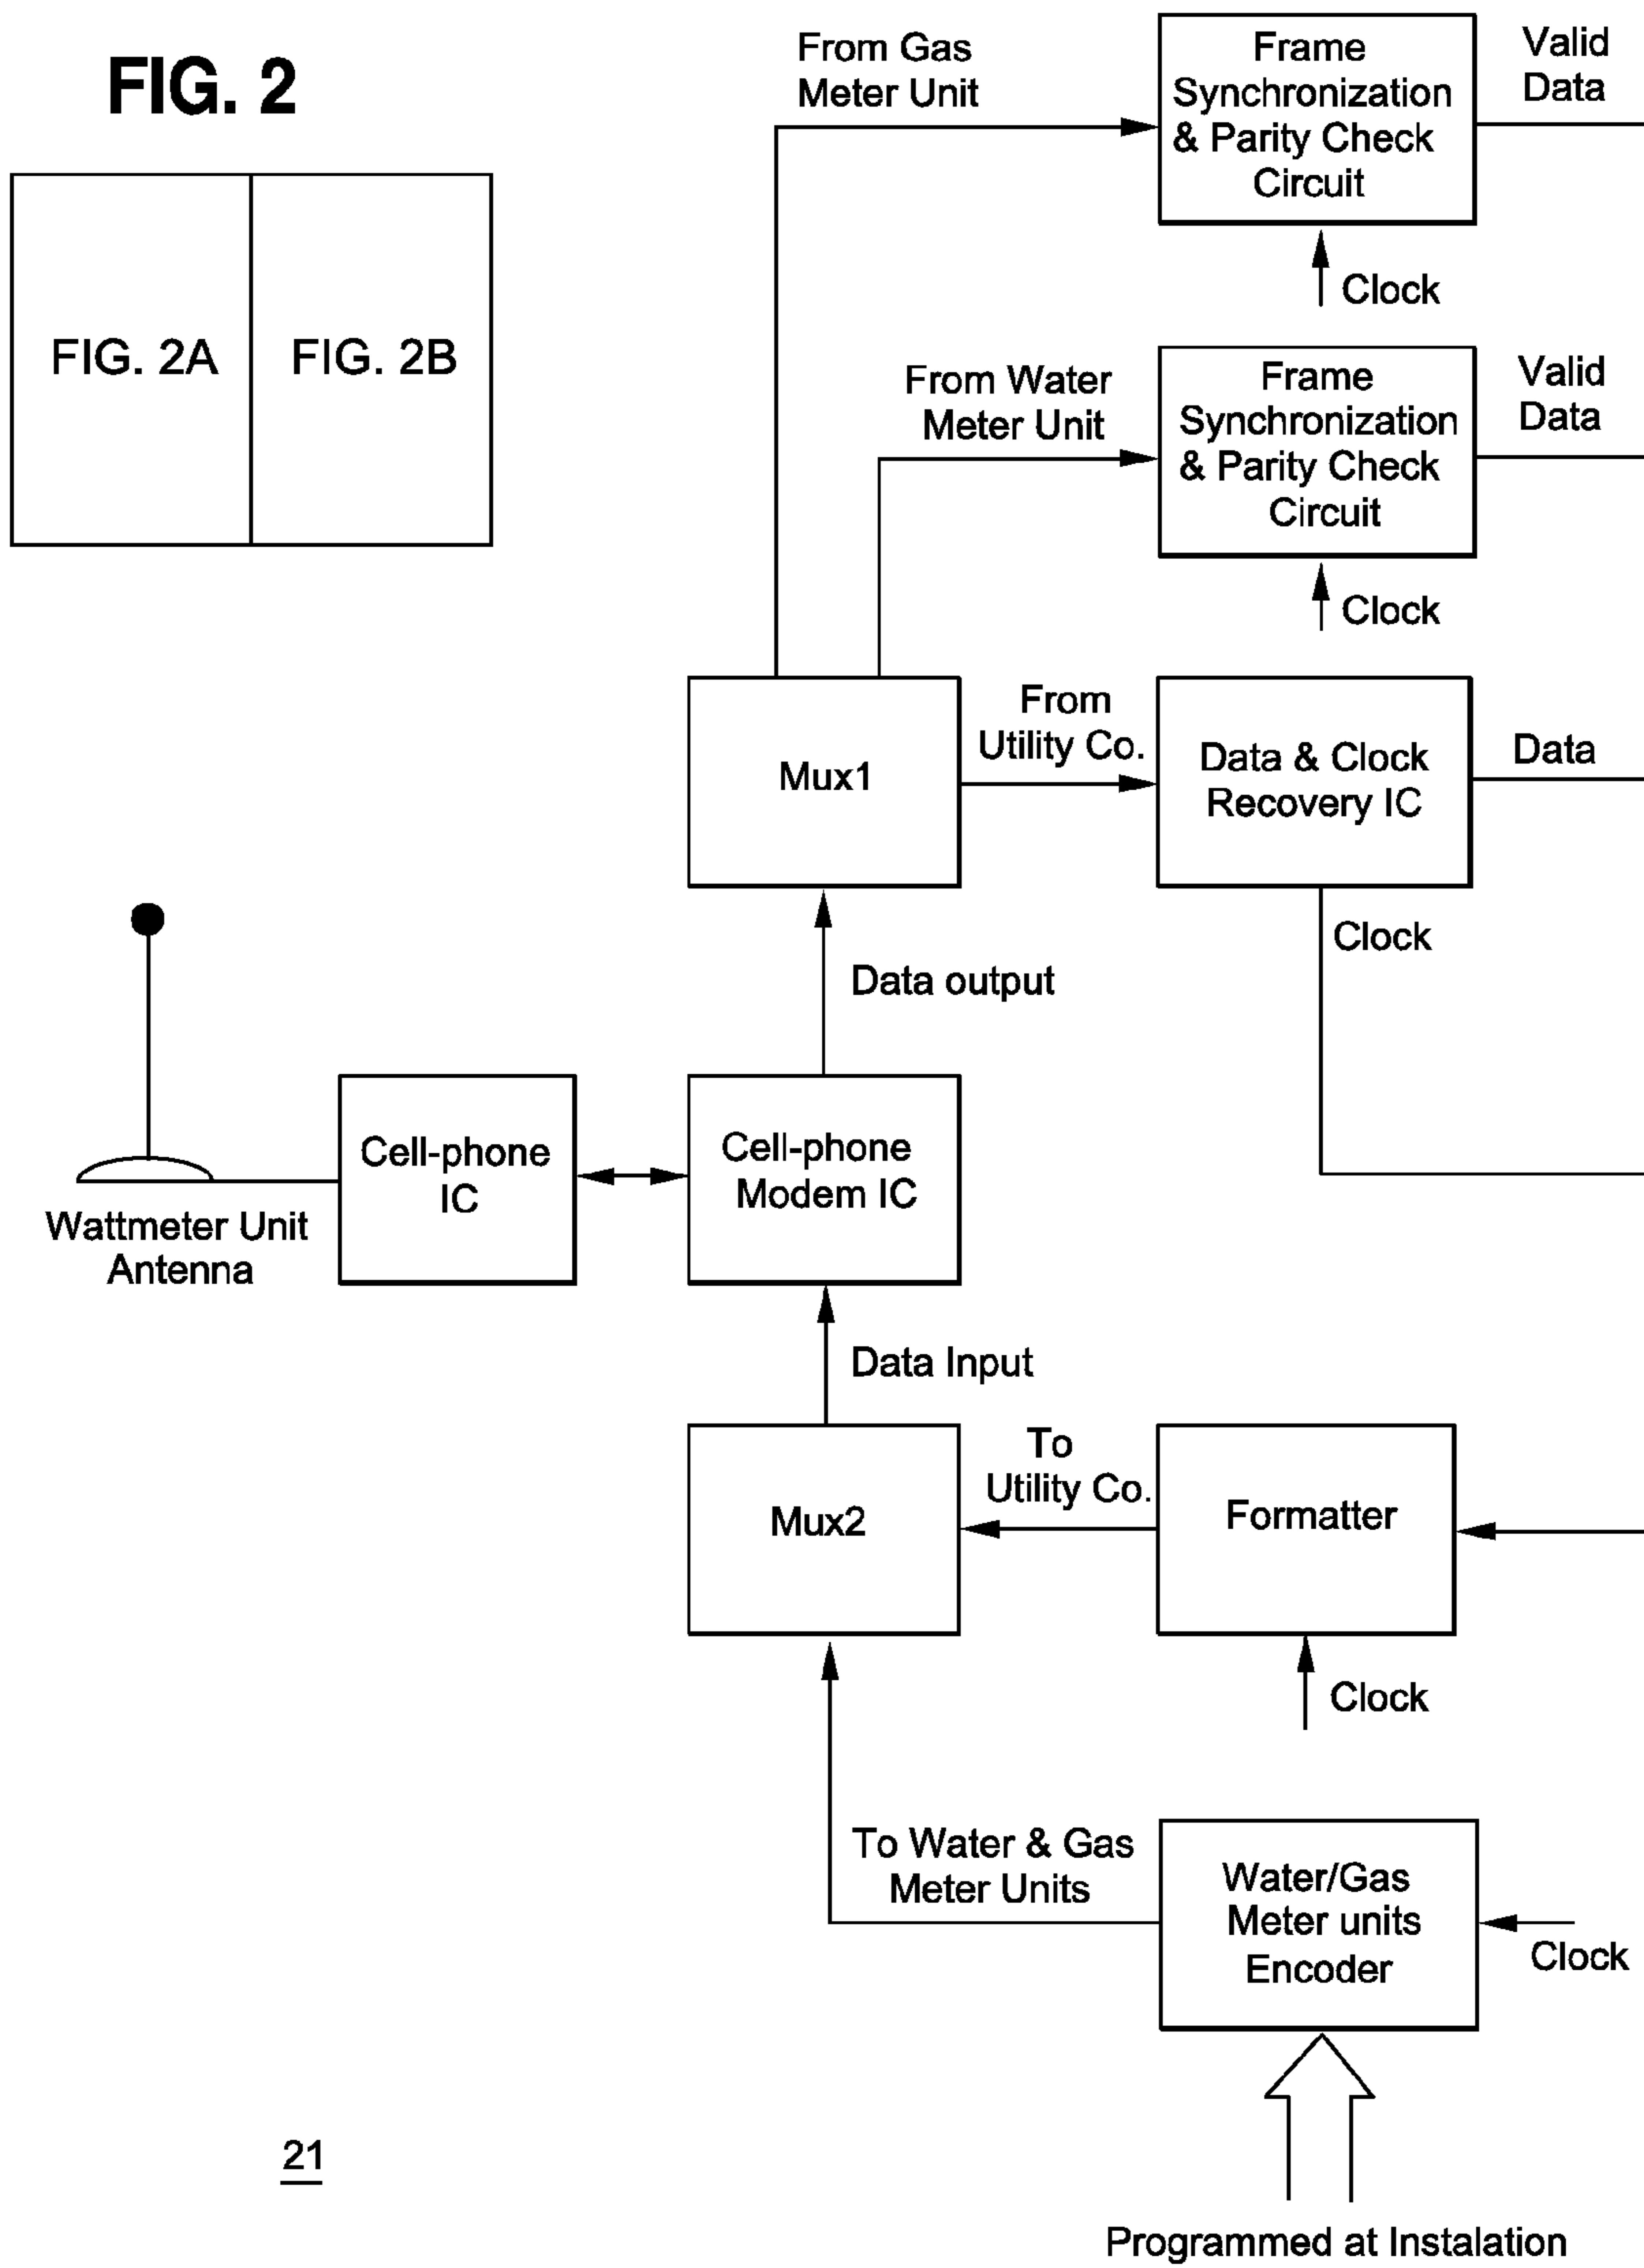 FIG. 2
FIG. 2A
FIG. 2B
From Gas
Meter Unit
Frame
Synchronization
& Parity Check
Circuit
Valid
Data
Clock
From Water
Meter Unit
Frame
Synchronization
& Parity Check
Circuit
Valid
Data
Clock
Mux1
From
Utility Co.
Data & Clock
Recovery IC
Data
Clock
Data output
Wattmeter Unit
Antenna
Cell-phone
IC
Cell-phone
Modem IC
Data Input
Mux2
To
Utility Co.
Formatter
Clock
To Water & Gas
Meter Units
Water/Gas
Meter units
Encoder
Clock
21
Programmed at Instalation